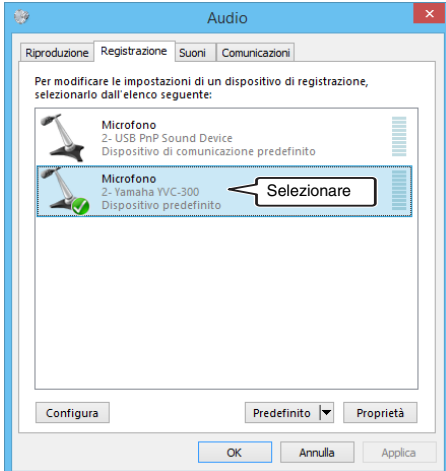 Audio
Riproduzione Registrazione Suoni Comunicazioni
Per modificare le impostazioni di un dispositivo di registrazione,
selezionarlo dall'elenco seguente:
Microfono
2- USB PnP Sound Device
Dispositivo di comunicazione predefinito
Microfono
2- Yamaha YVC-300
Dispositivo predefinito
Selezionare
Configura Predefinito Proprietà
OK Annulla Applica